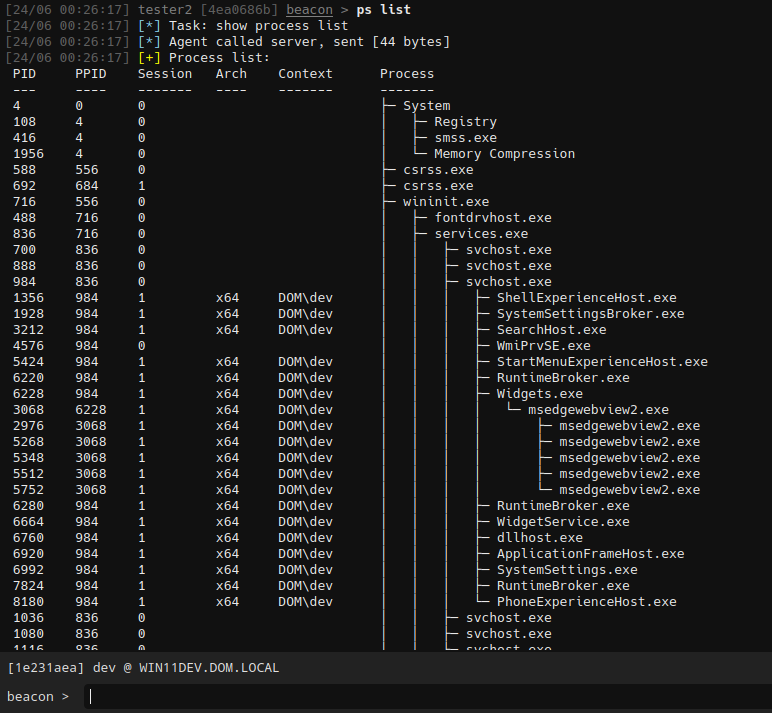 [24/06 00:26:17] tester2 [4ea0686b] beacon > ps list
[24/06 00:26:17] [*] Task: show process list
[24/06 00:26:17] [*] Agent called server, sent [44 bytes]
[24/06 00:26:17] [+] Process list:
PID PPID Session Arch Context Process
--- ---- ------- ---- ------- -------
4 0 0 ├─ System
108 4 0 │ ├─ Registry
416 4 0 │ ├─ smss.exe
1956 4 0 │ └─ Memory Compression
588 556 0 ├─ csrss.exe
692 684 1 ├─ csrss.exe
716 556 0 ├─ wininit.exe
488 716 0 │ ├─ fontdrvhost.exe
836 716 0 │ ├─ services.exe
700 836 0 │ │ ├─ svchost.exe
888 836 0 │ │ ├─ svchost.exe
984 836 0 │ │ ├─ svchost.exe
1356 984 1 x64 DOM\dev │ │ │ ├─ ShellExperienceHost.exe
1928 984 1 x64 DOM\dev │ │ │ ├─ SystemSettingsBroker.exe
3212 984 1 x64 DOM\dev │ │ │ ├─ SearchHost.exe
4576 984 0 │ │ │ ├─ WmiPrvSE.exe
5424 984 1 x64 DOM\dev │ │ │ ├─ StartMenuExperienceHost.exe
6220 984 1 x64 DOM\dev │ │ │ ├─ RuntimeBroker.exe
6228 984 1 x64 DOM\dev │ │ │ ├─ Widgets.exe
3068 6228 1 x64 DOM\dev │ │ │ │ └─ msedgewebview2.exe
2976 3068 1 x64 DOM\dev │ │ │ │ ├─ msedgewebview2.exe
5268 3068 1 x64 DOM\dev │ │ │ │ ├─ msedgewebview2.exe
5348 3068 1 x64 DOM\dev │ │ │ │ ├─ msedgewebview2.exe
5512 3068 1 x64 DOM\dev │ │ │ │ ├─ msedgewebview2.exe
5752 3068 1 x64 DOM\dev │ │ │ │ └─ msedgewebview2.exe
6280 984 1 x64 DOM\dev │ │ │ ├─ RuntimeBroker.exe
6664 984 1 x64 DOM\dev │ │ │ ├─ WidgetService.exe
6760 984 1 x64 DOM\dev │ │ │ ├─ dllhost.exe
6920 984 1 x64 DOM\dev │ │ │ ├─ ApplicationFrameHost.exe
6992 984 1 x64 DOM\dev │ │ │ ├─ SystemSettings.exe
7824 984 1 x64 DOM\dev │ │ │ ├─ RuntimeBroker.exe
8180 984 1 x64 DOM\dev │ │ │ └─ PhoneExperienceHost.exe
1036 836 0 │ │ ├─ svchost.exe
1080 836 0 │ │ ├─ svchost.exe
1116 836 0 │ │ ├─ svchost.exe
[1e231aea] dev @ WIN11DEV.DOM.LOCAL
beacon >